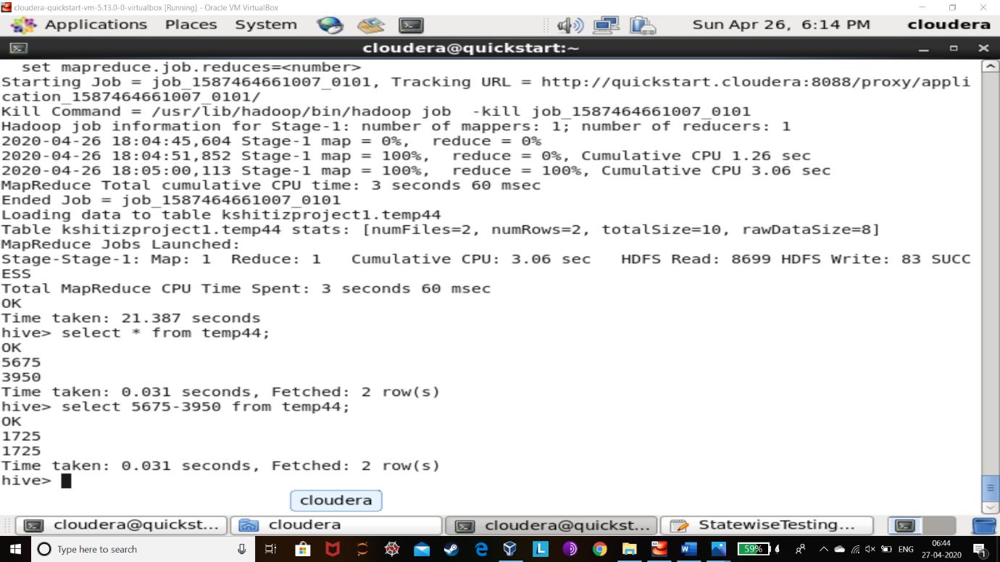 cloudera-quickstart-vm-5.13.0-0-virtualbox [Running] - Oracle VM VirtualBox
Applications Places System Sun Apr 26, 6:14 PM cloudera
cloudera@quickstart:~
set mapreduce.job.reduces=<number>
Starting Job = job_1587464661007_0101, Tracking URL = http://quickstart.cloudera:8088/proxy/appli
cation_1587464661007_0101/
Kill Command = /usr/lib/hadoop/bin/hadoop job  -kill job_1587464661007_0101
Hadoop job information for Stage-1: number of mappers: 1; number of reducers: 1
2020-04-26 18:04:45,604 Stage-1 map = 0%,  reduce = 0%
2020-04-26 18:04:51,852 Stage-1 map = 100%,  reduce = 0%, Cumulative CPU 1.26 sec
2020-04-26 18:05:00,113 Stage-1 map = 100%,  reduce = 100%, Cumulative CPU 3.06 sec
MapReduce Total cumulative CPU time: 3 seconds 60 msec
Ended Job = job_1587464661007_0101
Loading data to table kshitizproject1.temp44
Table kshitizproject1.temp44 stats: [numFiles=2, numRows=2, totalSize=10, rawDataSize=8]
MapReduce Jobs Launched:
Stage-Stage-1: Map: 1  Reduce: 1   Cumulative CPU: 3.06 sec   HDFS Read: 8699 HDFS Write: 83 SUCC
ESS
Total MapReduce CPU Time Spent: 3 seconds 60 msec
OK
Time taken: 21.387 seconds
hive> select * from temp44;
OK
5675
3950
Time taken: 0.031 seconds, Fetched: 2 row(s)
hive> select 5675-3950 from temp44;
OK
1725
1725
Time taken: 0.031 seconds, Fetched: 2 row(s)
hive>
cloudera
cloudera@quickst... cloudera cloudera@quickst... StatewiseTesting...
Type here to search 59% ENG 06:44
27-04-2020 1